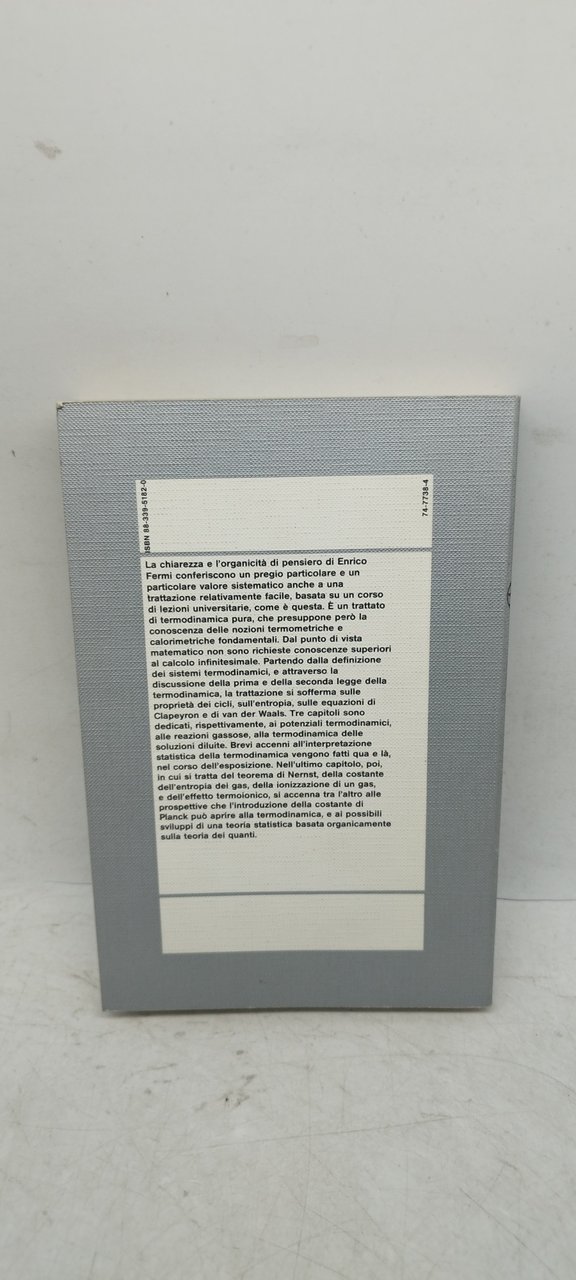 ISBN 88-339-5182-0
74-7738-4
La chiarezza e l'organicità di pensiero di Enrico
Fermi conferiscono un pregio particolare e un
particolare valore sistematico anche a una
trattazione relativamente facile, basata su un corso
di lezioni universitarie, come è questa. È un trattato
di termodinamica pura, che presuppone però la
conoscenza delle nozioni termometriche e
calorimetriche fondamentali. Dal punto di vista
matematico non sono richieste conoscenze superiori
al calcolo infinitesimale. Partendo dalla definizione
dei sistemi termodinamici, e attraverso la
discussione della prima e della seconda legge della
termodinamica, la trattazione si sofferma sulle
proprietà dei cicli, sull'entropia, sulle equazioni di
Clapeyron e di van der Waals. Tre capitoli sono
dedicati, rispettivamente, ai potenziali termodinamici,
alle reazioni gassose, alla termodinamica delle
soluzioni diluite. Brevi accenni all'interpretazione
statistica della termodinamica vengono fatti qua e là,
nel corso dell'esposizione. Nell'ultimo capitolo, poi,
in cui si tratta del teorema di Nernst, della costante
dell'entropia dei gas, della ionizzazione di un gas,
e dell'effetto termoionico, si accenna tra l'altro alle
prospettive che l'introduzione della costante di
Planck può aprire alla termodinamica, e ai possibili
sviluppi di una teoria statistica basata organicamente
sulla teoria dei quanti.